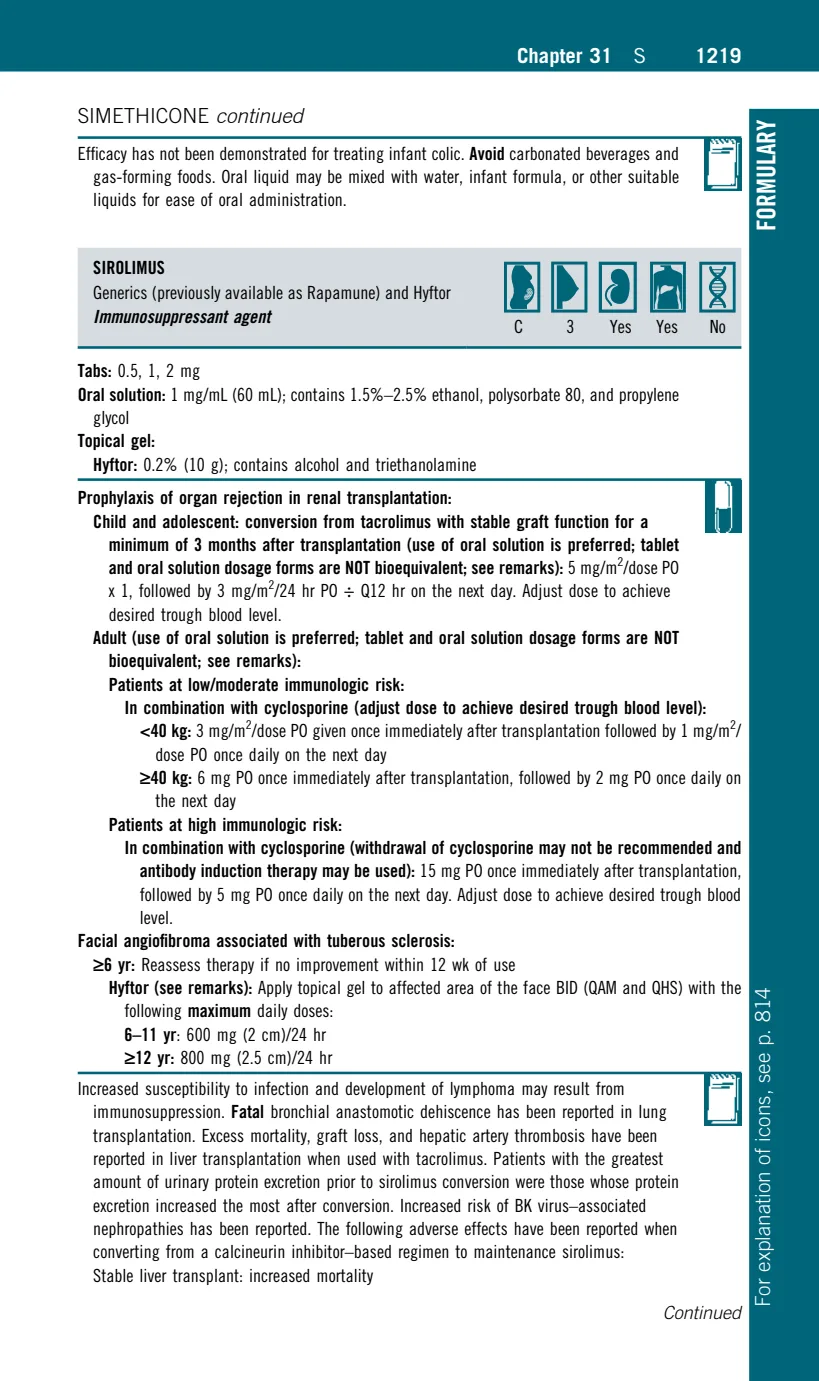 Chapter 31 S 1219
SIMETHICONE continued
Efficacy has not been demonstrated for treating infant colic. Avoid carbonated beverages and
gas-forming foods. Oral liquid may be mixed with water, infant formula, or other suitable
liquids for ease of oral administration.
FORMULARY
SIROLIMUS
Generics (previously available as Rapamune) and Hyftor
Immunosuppressant agent
C 3 Yes Yes No
Tabs: 0.5, 1, 2 mg
Oral solution: 1 mg/mL (60 mL); contains 1.5%–2.5% ethanol, polysorbate 80, and propylene
glycol
Topical gel:
Hyftor: 0.2% (10 g); contains alcohol and triethanolamine
Prophylaxis of organ rejection in renal transplantation:
Child and adolescent: conversion from tacrolimus with stable graft function for a
minimum of 3 months after transplantation (use of oral solution is preferred; tablet
and oral solution dosage forms are NOT bioequivalent; see remarks): 5 mg/m²/dose PO
x 1, followed by 3 mg/m²/24 hr PO ÷ Q12 hr on the next day. Adjust dose to achieve
desired trough blood level.
Adult (use of oral solution is preferred; tablet and oral solution dosage forms are NOT
bioequivalent; see remarks):
Patients at low/moderate immunologic risk:
In combination with cyclosporine (adjust dose to achieve desired trough blood level):
<40 kg: 3 mg/m²/dose PO given once immediately after transplantation followed by 1 mg/m²/
dose PO once daily on the next day
≥40 kg: 6 mg PO once immediately after transplantation, followed by 2 mg PO once daily on
the next day
Patients at high immunologic risk:
In combination with cyclosporine (withdrawal of cyclosporine may not be recommended and
antibody induction therapy may be used): 15 mg PO once immediately after transplantation,
followed by 5 mg PO once daily on the next day. Adjust dose to achieve desired trough blood
level.
Facial angiofibroma associated with tuberous sclerosis:
≥6 yr: Reassess therapy if no improvement within 12 wk of use
Hyftor (see remarks): Apply topical gel to affected area of the face BID (QAM and QHS) with the
following maximum daily doses:
6–11 yr: 600 mg (2 cm)/24 hr
≥12 yr: 800 mg (2.5 cm)/24 hr
Increased susceptibility to infection and development of lymphoma may result from
immunosuppression. Fatal bronchial anastomotic dehiscence has been reported in lung
transplantation. Excess mortality, graft loss, and hepatic artery thrombosis have been
reported in liver transplantation when used with tacrolimus. Patients with the greatest
amount of urinary protein excretion prior to sirolimus conversion were those whose protein
excretion increased the most after conversion. Increased risk of BK virus–associated
nephropathies has been reported. The following adverse effects have been reported when
converting from a calcineurin inhibitor–based regimen to maintenance sirolimus:
Stable liver transplant: increased mortality
Continued
For explanation of icons, see p. 814